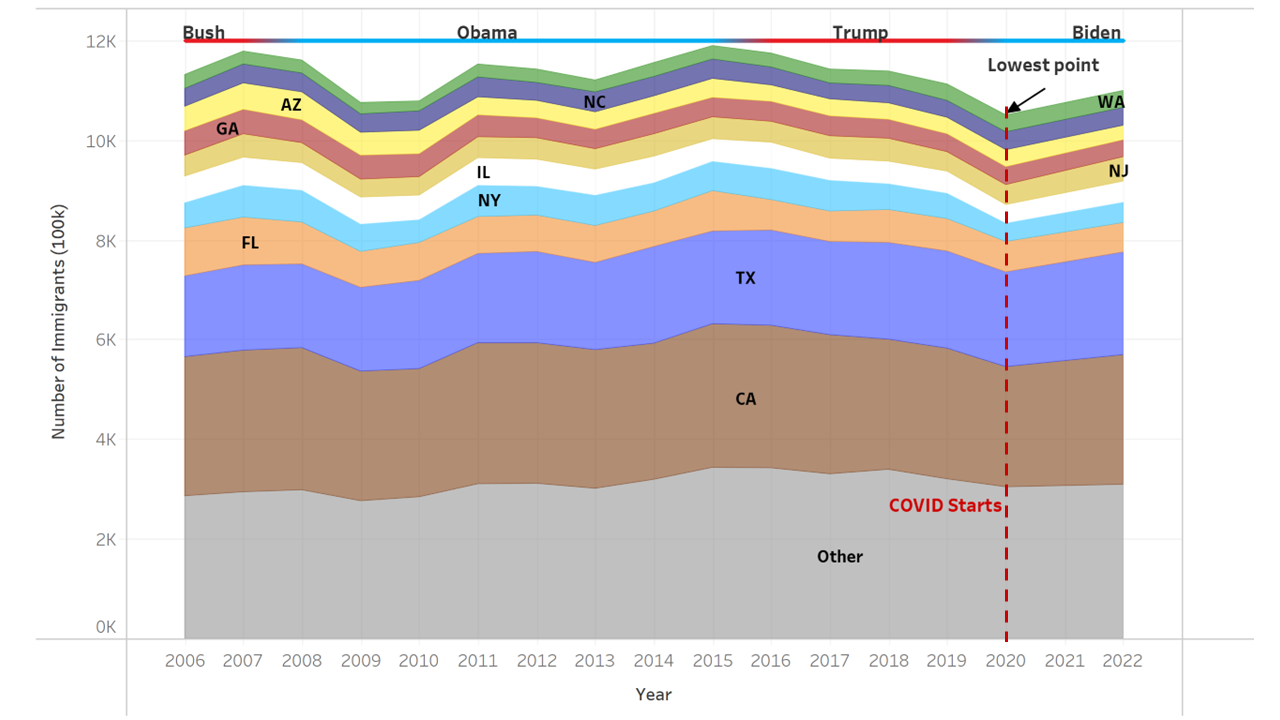 Bush Obama Trump Biden
12K
Lowest point
AZ NC WA
GA
10K
IL NJ
NY
8K
FL
TX
6K
CA
4K
COVID Starts
2K
Other
0K
Number of Immigrants (100k)
2006 2007 2008 2009 2010 2011 2012 2013 2014 2015 2016 2017 2018 2019 2020 2021 2022
Year